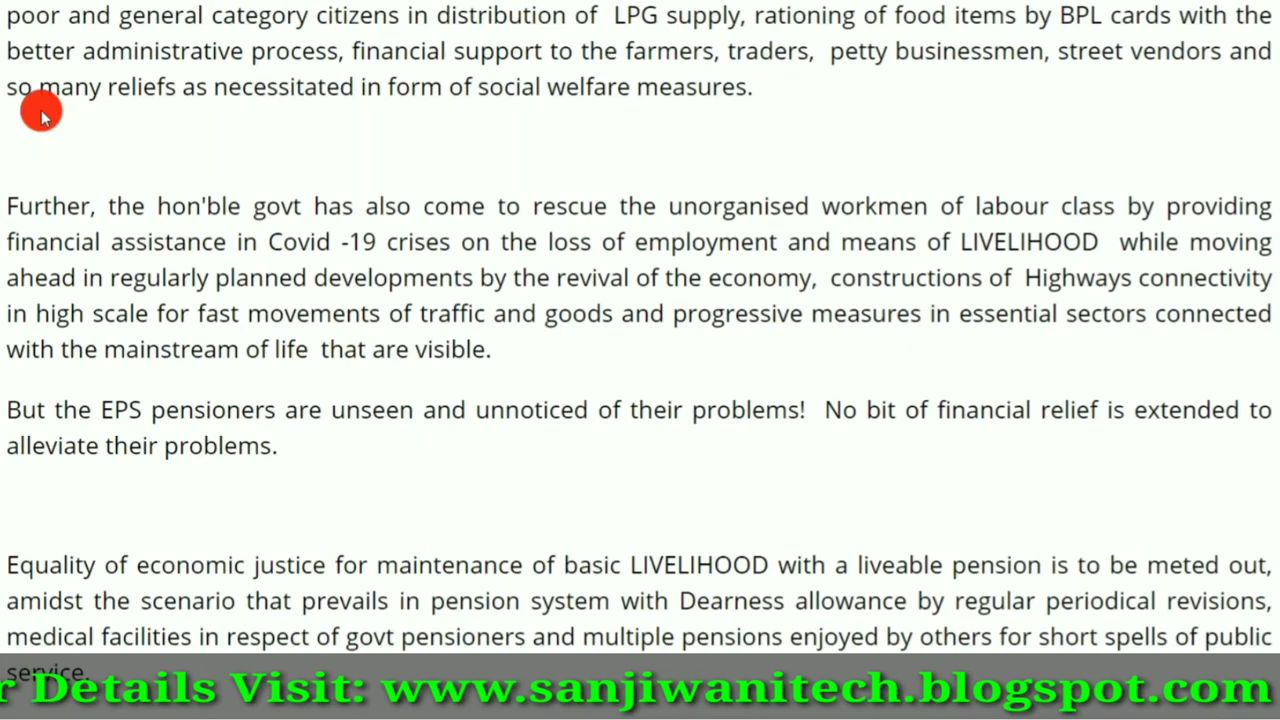 poor and general category citizens in distribution of LPG supply, rationing of food items by BPL cards with the
better administrative process, financial support to the farmers, traders, petty businessmen, street vendors and
so many reliefs as necessitated in form of social welfare measures.
Further, the hon'ble govt has also come to rescue the unorganised workmen of labour class by providing
financial assistance in Covid -19 crises on the loss of employment and means of LIVELIHOOD while moving
ahead in regularly planned developments by the revival of the economy, constructions of Highways connectivity
in high scale for fast movements of traffic and goods and progressive measures in essential sectors connected
with the mainstream of life that are visible.
But the EPS pensioners are unseen and unnoticed of their problems! No bit of financial relief is extended to
alleviate their problems.
Equality of economic justice for maintenance of basic LIVELIHOOD with a liveable pension is to be meted out,
amidst the scenario that prevails in pension system with Dearness allowance by regular periodical revisions,
medical facilities in respect of govt pensioners and multiple pensions enjoyed by others for short spells of public
service.
r Details Visit: www.sanjiwanitech.blogspot.com